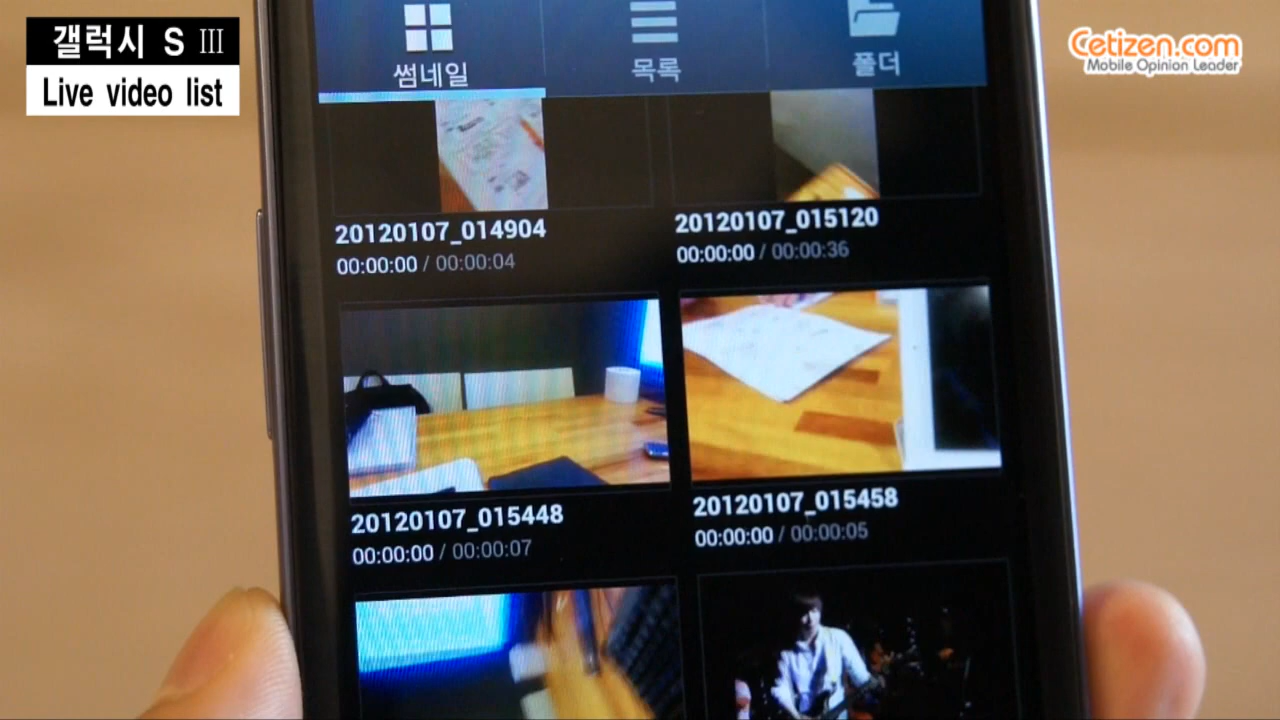 갤럭시 S Ⅲ
Live video list
Cetizen.com
Mobile Opinion Leader
썸네일
목록
폴더
20120107_014904
00:00:00 / 00:00:04
20120107_015120
00:00:00 / 00:00:36
20120107_015448
00:00:00 / 00:00:07
20120107_015458
00:00:00 / 00:00:05